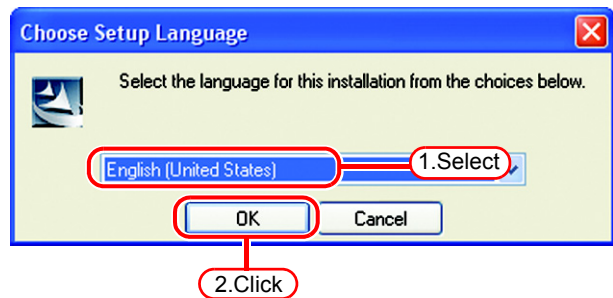 Choose Setup Language
Select the language for this installation from the choices below.
English (United States)
1.Select
OK
Cancel
2.Click